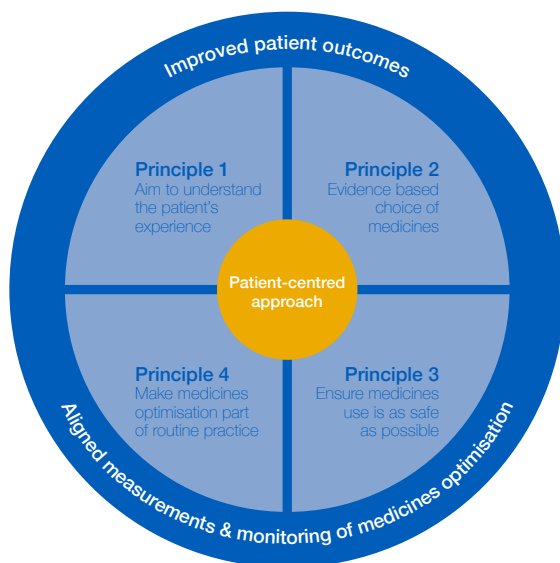 Improved patient outcomes
Principle 1
Aim to understand
the patient's
experience
Principle 2
Evidence based
choice of
medicines
Patient-centred
approach
Principle 4
Make medicines
optimisation part
of routine practice
Principle 3
Ensure medicines
use is as safe
as possible
Aligned measurements & monitoring of medicines optimisation